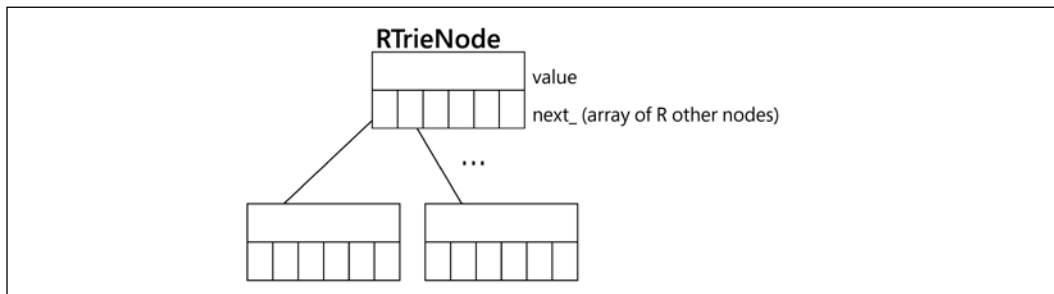 RTrieNode
value
next_ (array of R other nodes)
...